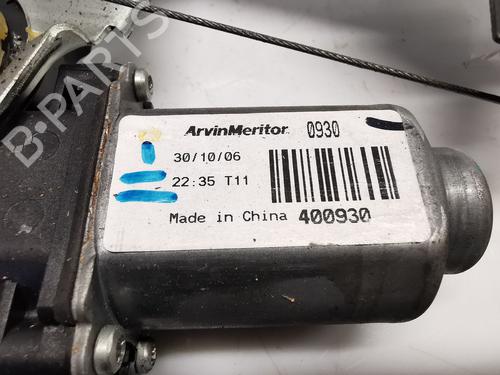 B-PARTS
ArvinMeritor 0930
30/10/06
22:35 T11
Made in China 400930